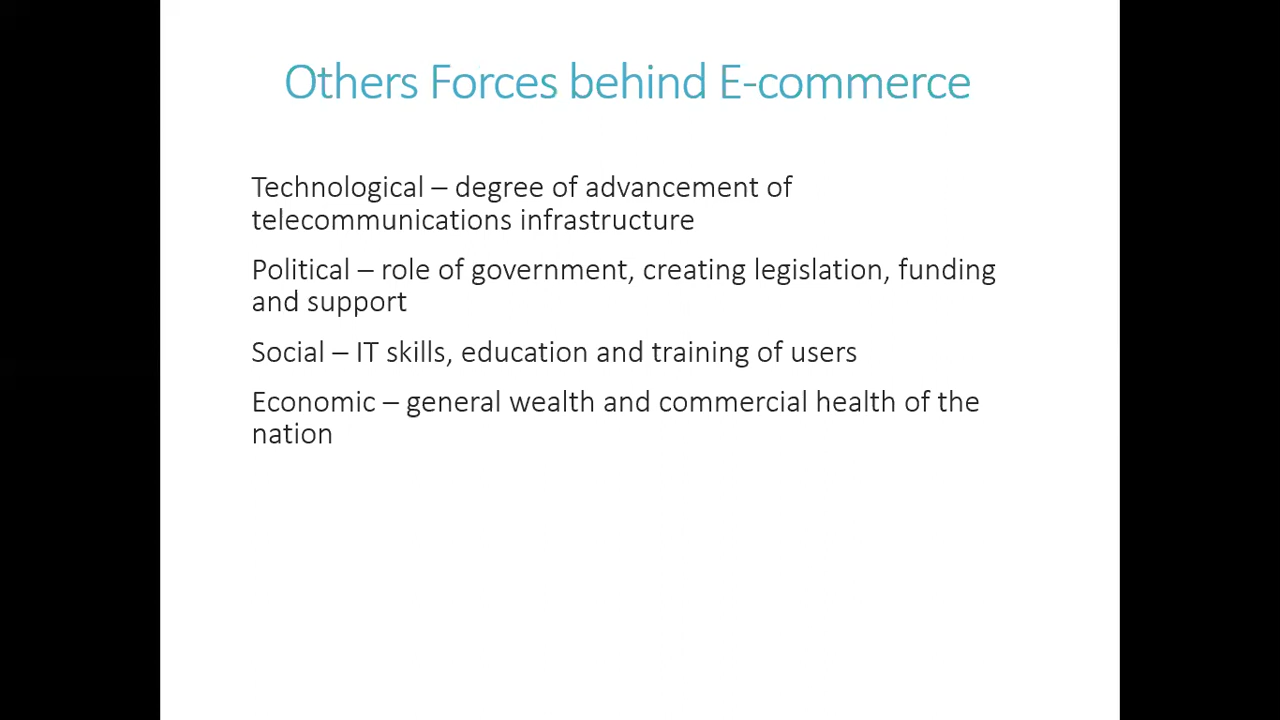 Others Forces behind E-commerce
Technological – degree of advancement of
telecommunications infrastructure
Political – role of government, creating legislation, funding
and support
Social – IT skills, education and training of users
Economic – general wealth and commercial health of the
nation